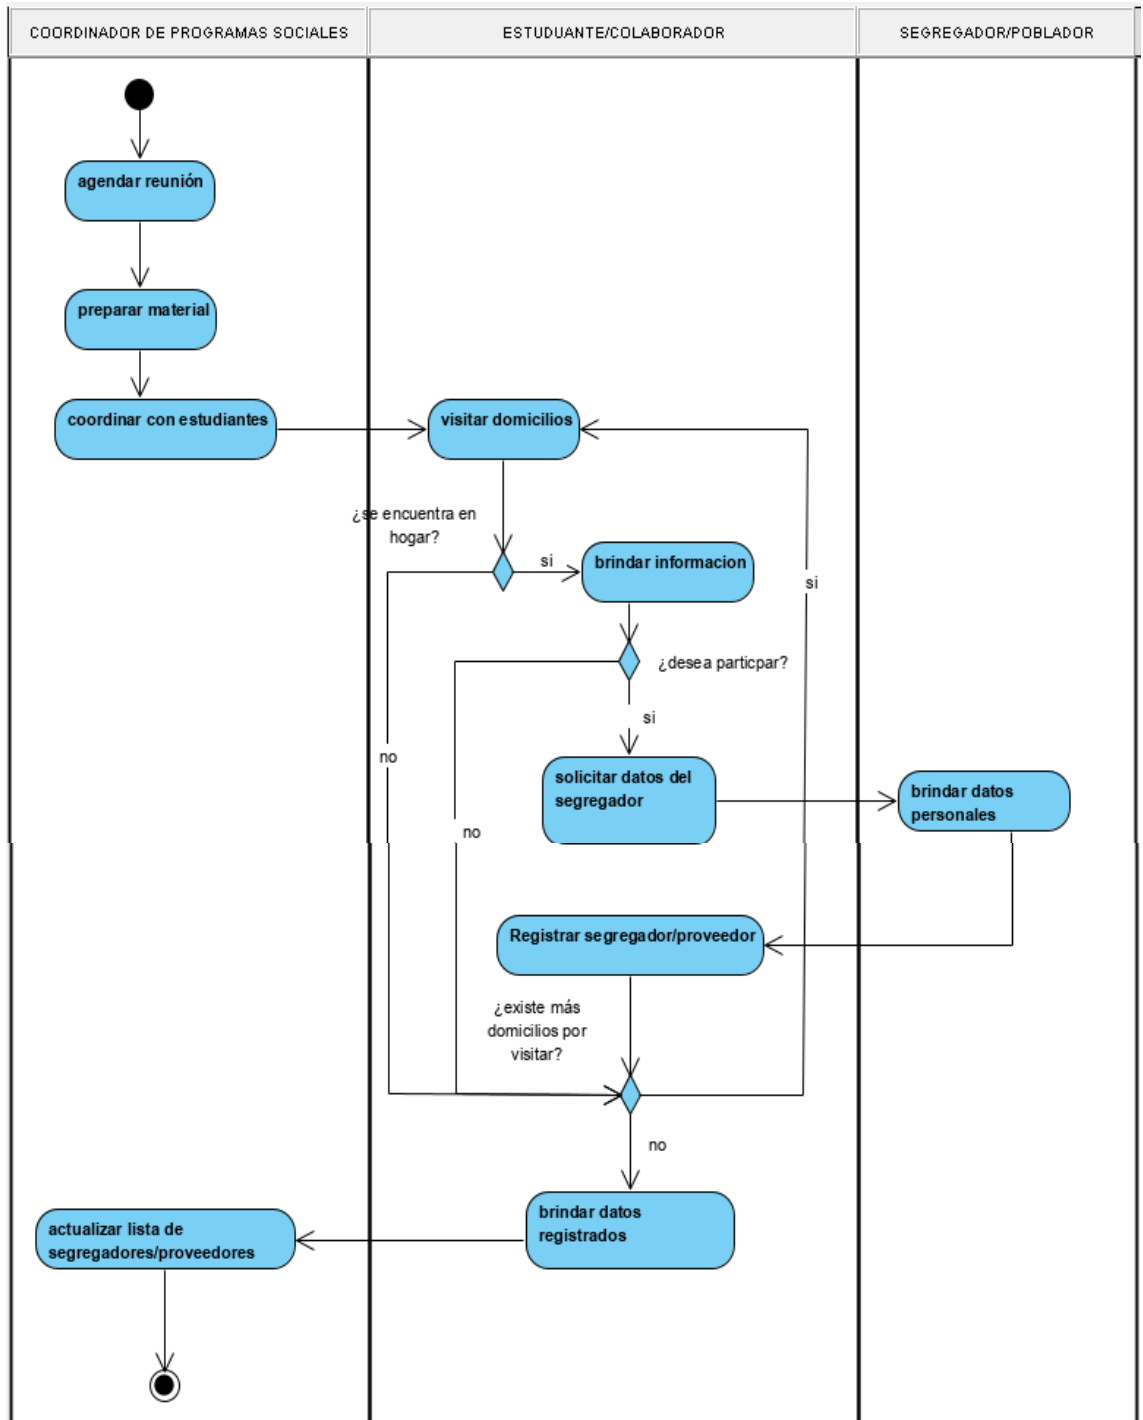 COORDINADOR DE PROGRAMAS SOCIALES
ESTUDUANTE/COLABORADOR
SEGREGADOR/POBLADOR
agendar reunión
preparar material
coordinar con estudiantes
visitar domicilios
¿se encuentra en
hogar?
si
brindar informacion
si
¿desea particpar?
si
no
solicitar datos del
segregador
brindar datos
personales
no
Registrar segregador/proveedor
¿existe más
domicilios por
visitar?
no
brindar datos
registrados
actualizar lista de
segregadores/proveedores